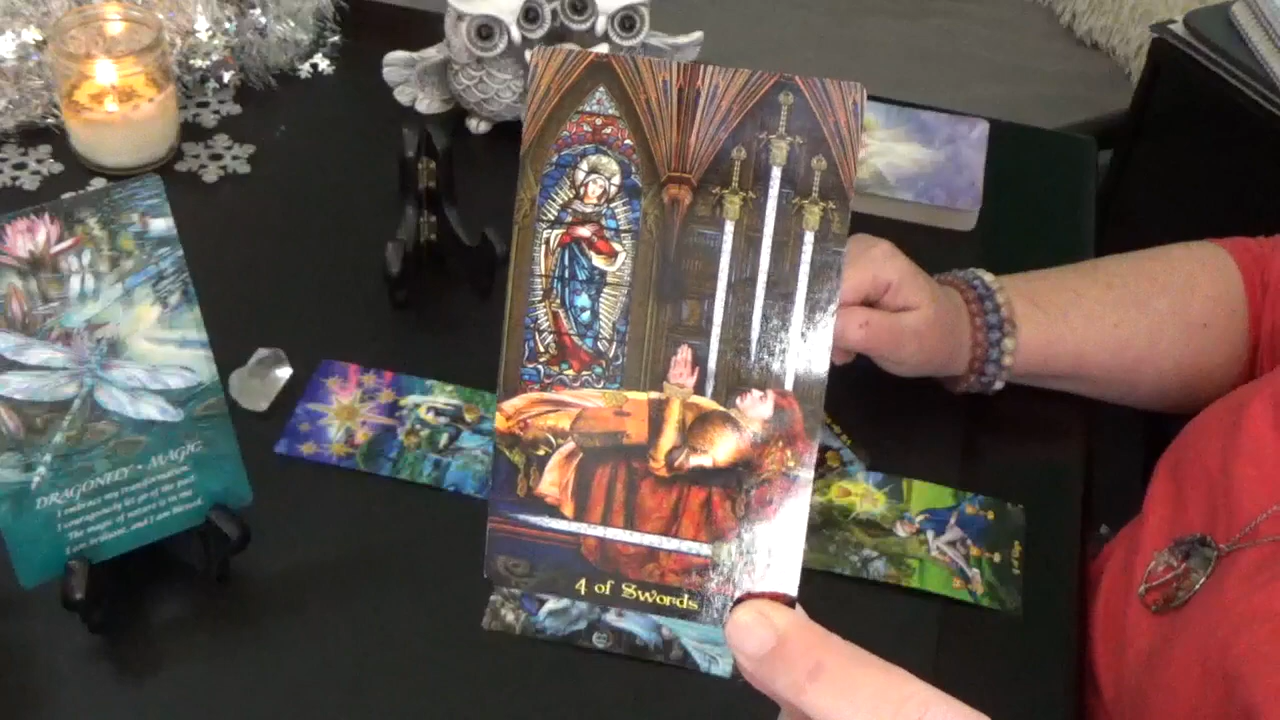 DRAGONFLY • MAGIC
I embrace my transformation.
I courageously let go of the past.
The magic of nature is in me
I am brilliant, and I am blessed.
4 of Swords